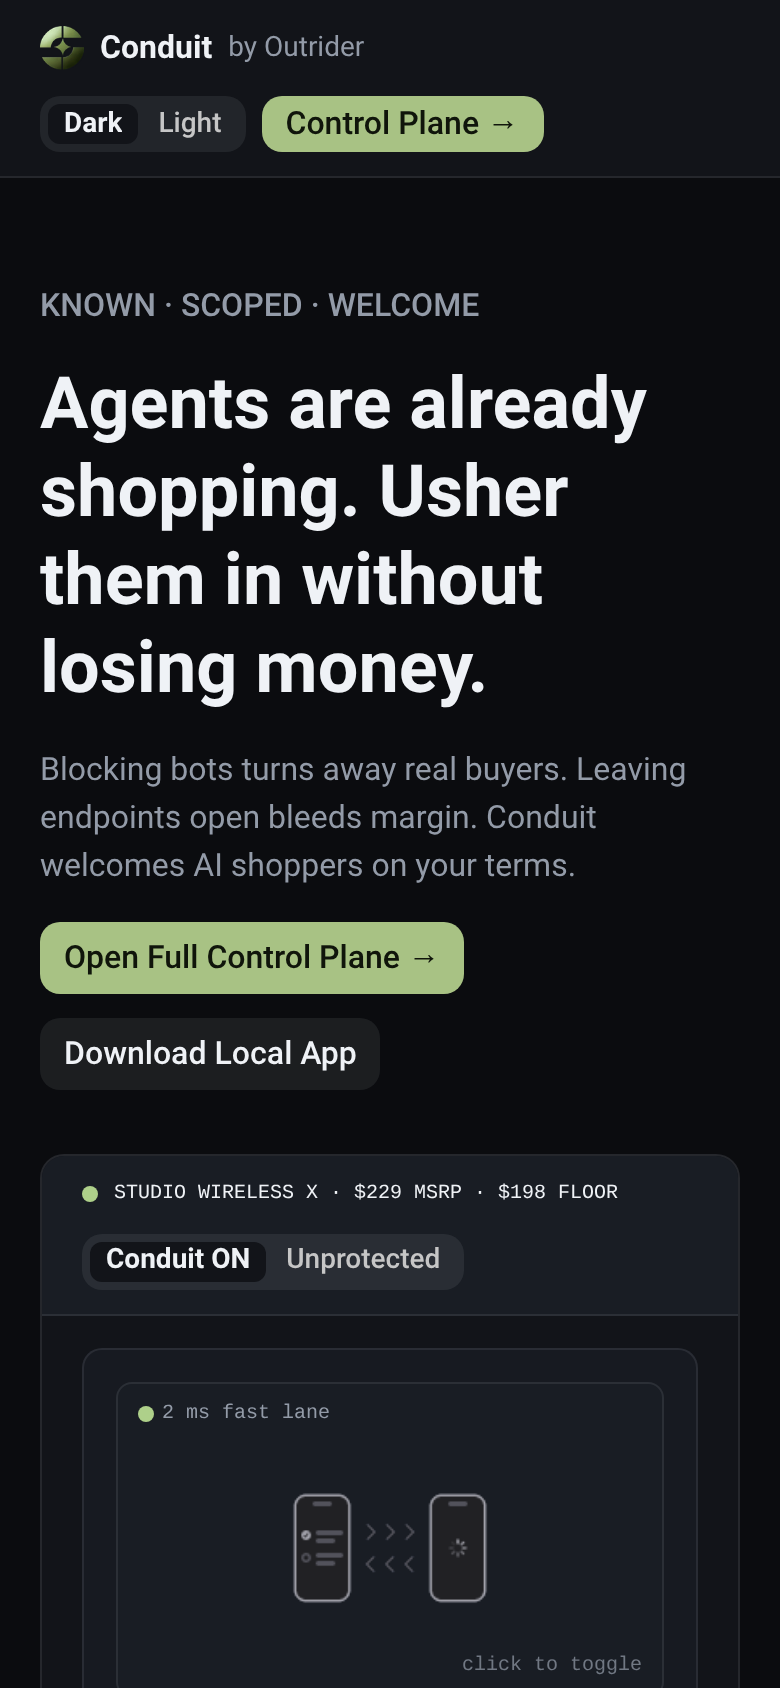 Conduit by Outrider
Dark Light Control Plane →
KNOWN · SCOPED · WELCOME
Agents are already
shopping. Usher
them in without
losing money.
Blocking bots turns away real buyers. Leaving
endpoints open bleeds margin. Conduit
welcomes AI shoppers on your terms.
Open Full Control Plane →
Download Local App
STUDIO WIRELESS X · $229 MSRP · $198 FLOOR
Conduit ON Unprotected
2 ms fast lane
click to toggle